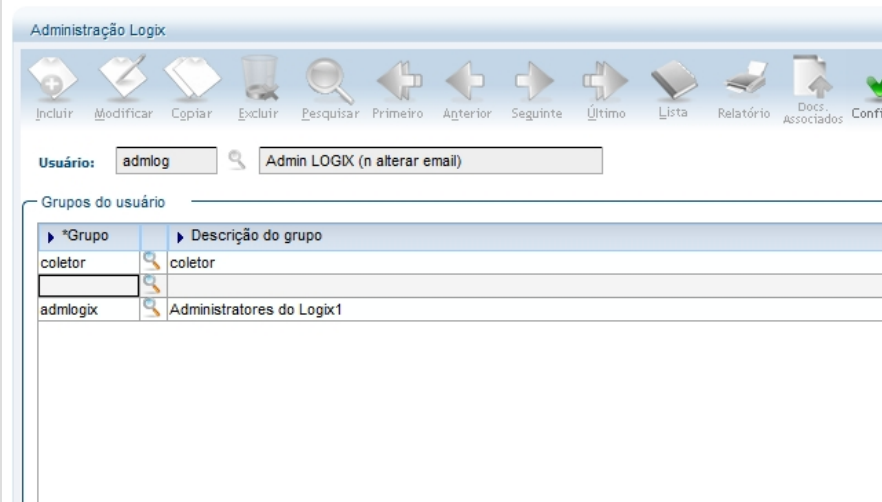 Administração Logix
Incluir Modificar Copiar Excluir Pesquisar Primeiro Anterior Seguinte Último Lista Relatório Docs. Associados Confi
Usuário: admlog Admin LOGIX (n alterar email)
Grupos do usuário
*Grupo Descrição do grupo
coletor coletor
admlogix Administratores do Logix1